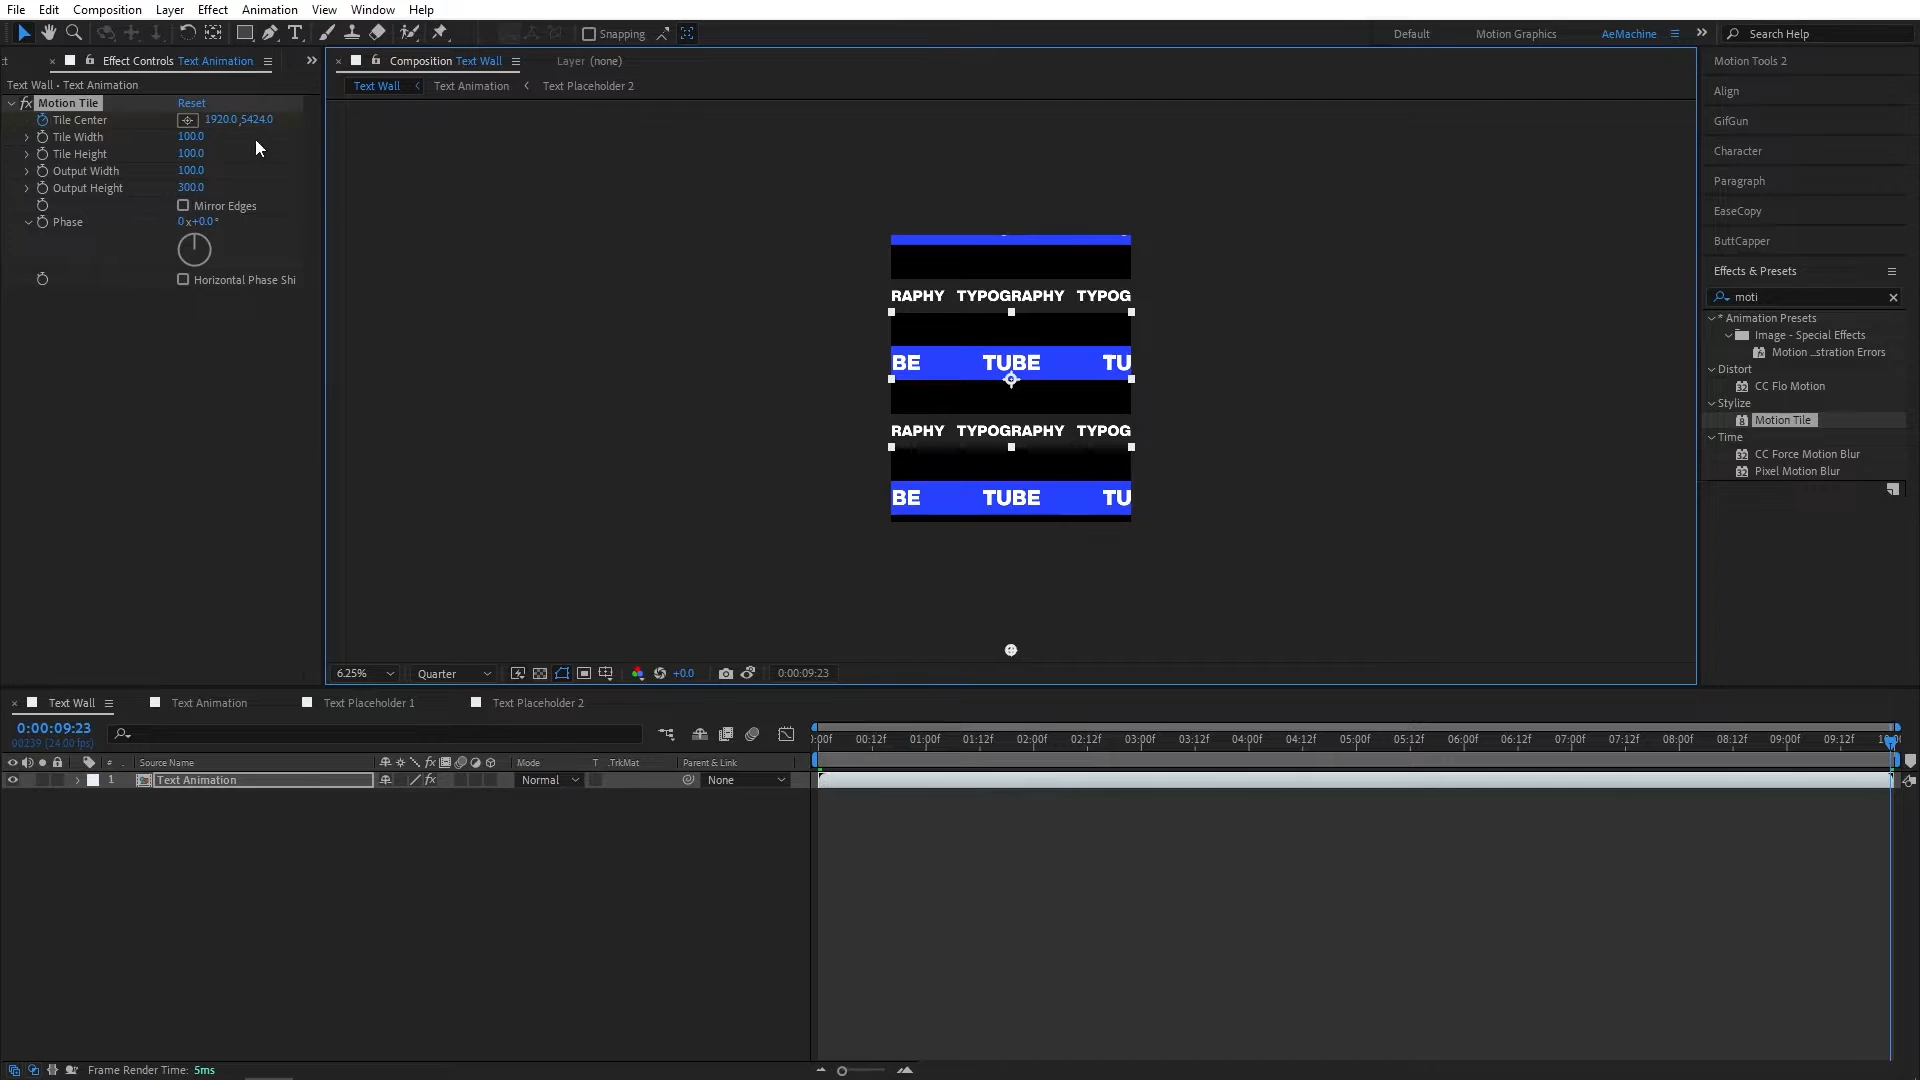 File Edit Composition Layer Effect Animation View Window Help
Snapping
Default Motion Graphics AeMachine Search Help
Effect Controls Text Animation
Composition Text Wall Layer (none)
Text Wall • Text Animation
Text Wall Text Animation Text Placeholder 2
fx Motion Tile Reset
Tile Center 1920.0,5424.0
Tile Width 100.0
Tile Height 100.0
Output Width 100.0
Output Height 300.0
Mirror Edges
Phase 0x+0.0°
Horizontal Phase Shi
RAPHY TYPOGRAPHY TYPOG
BE TUBE TU
RAPHY TYPOGRAPHY TYPOG
BE TUBE TU
6.25% Quarter +0.0 0:00:09:23
Motion Tools 2
Align
GifGun
Character
Paragraph
EaseCopy
ButtCapper
Effects & Presets
moti
* Animation Presets
Image - Special Effects
Motion ...stration Errors
Distort
CC Flo Motion
Stylize
Motion Tile
Time
CC Force Motion Blur
Pixel Motion Blur
Text Wall Text Animation Text Placeholder 1 Text Placeholder 2
0:00:09:23
00239 (24.00 fps)
:00f 00:12f 01:00f 01:12f 02:00f 02:12f 03:00f 03:12f 04:00f 04:12f 05:00f 05:12f 06:00f 06:12f 07:00f 07:12f 08:00f 08:12f 09:00f 09:12f
# Source Name fx Mode T .TrkMat Parent & Link
1 Text Animation fx Normal None
Frame Render Time: 5ms